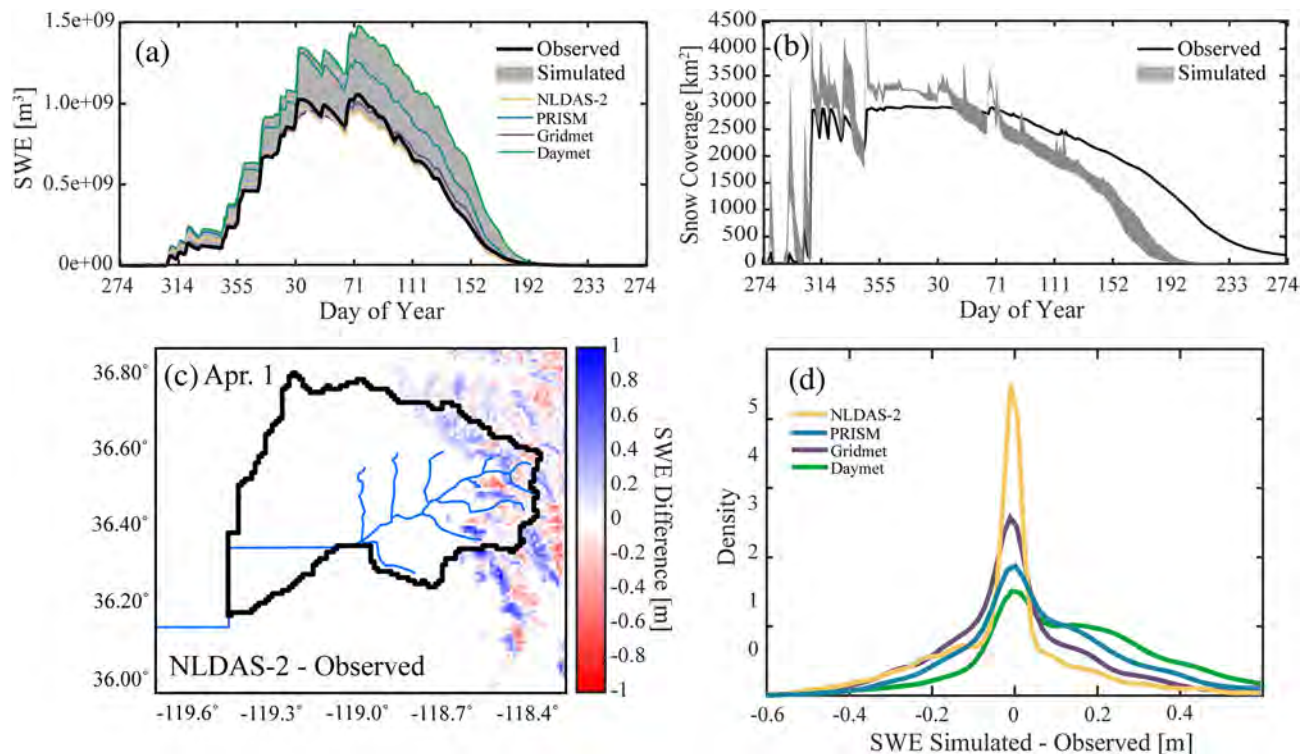 (a)
1.5e+09
1.0e+09
0.5e+09
0e+00
SWE [m³]
Observed
Simulated
NLDAS-2
PRISM
Gridmet
Daymet
274 314 355 30 71 111 152 192 233 274
Day of Year
(b)
4500
4000
3500
3000
2500
2000
1500
1000
500
0
Snow Coverage [km²]
Observed
Simulated
274 314 355 30 71 111 152 192 233 274
Day of Year
(c) Apr. 1
36.80°
36.60°
36.40°
36.20°
36.00°
NLDAS-2 - Observed
-119.6° -119.3° -119.0° -118.7° -118.4°
1
0.8
0.6
0.4
0.2
0
-0.2
-0.4
-0.6
-0.8
-1
SWE Difference [m]
(d)
NLDAS-2
PRISM
Gridmet
Daymet
Density
5
4
3
2
1
0
-0.6 -0.4 -0.2 0 0.2 0.4
SWE Simulated - Observed [m]